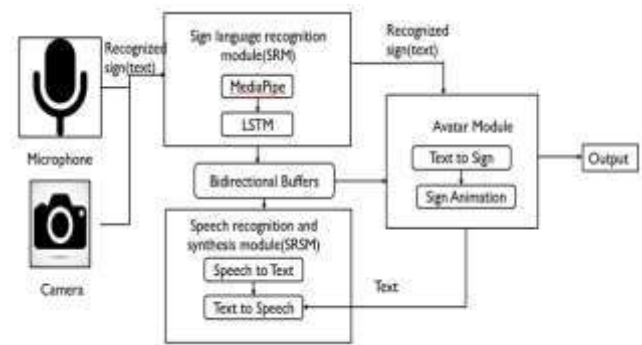 Recognized
sign(text)
Microphone
Camera
Sign language recognition
module(SRM)
MediaPipe
LSTM
Bidirectional Buffers
Speech recognition and
synthesis module(SRSM)
Speech to Text
Text to Speech
Recognized
sign(text)
Avatar Module
Text to Sign
Sign Animation
Text
Output